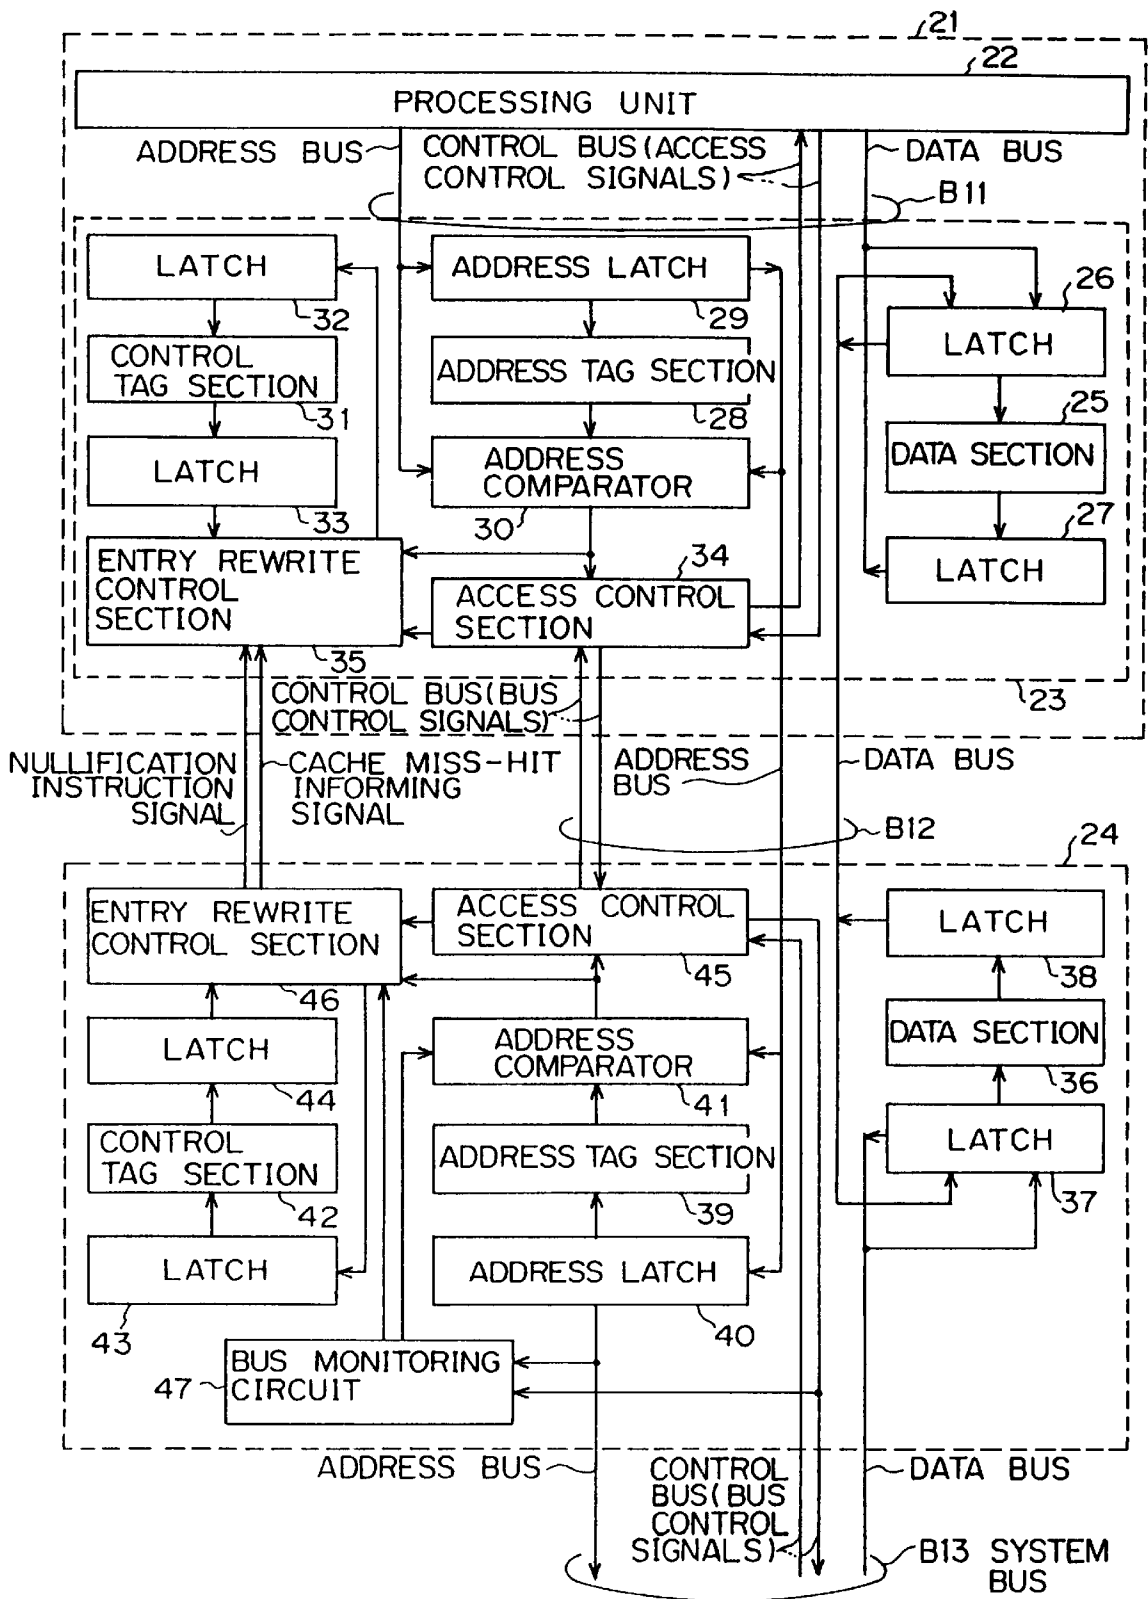 21
22
PROCESSING UNIT
ADDRESS BUS
CONTROL BUS(ACCESS
CONTROL SIGNALS)
DATA BUS
B11
LATCH
32
CONTROL
TAG SECTION
31
LATCH
33
ENTRY REWRITE
CONTROL
SECTION
35
ADDRESS LATCH
29
ADDRESS TAG SECTION
28
ADDRESS
COMPARATOR
30
34
ACCESS CONTROL
SECTION
26
LATCH
25
DATA SECTION
27
LATCH
23
CONTROL BUS(BUS
CONTROL SIGNALS)
NULLIFICATION
INSTRUCTION
SIGNAL
CACHE MISS-HIT
INFORMING
SIGNAL
ADDRESS
BUS
DATA BUS
B12
24
ENTRY REWRITE
CONTROL SECTION
46
LATCH
44
CONTROL
TAG SECTION
42
LATCH
43
ACCESS CONTROL
SECTION
45
ADDRESS
COMPARATOR
41
ADDRESS TAG SECTION
39
ADDRESS LATCH
40
LATCH
38
DATA SECTION
36
LATCH
37
47
BUS MONITORING
CIRCUIT
ADDRESS BUS
CONTROL
BUS(BUS
CONTROL
SIGNALS)
DATA BUS
B13 SYSTEM
BUS